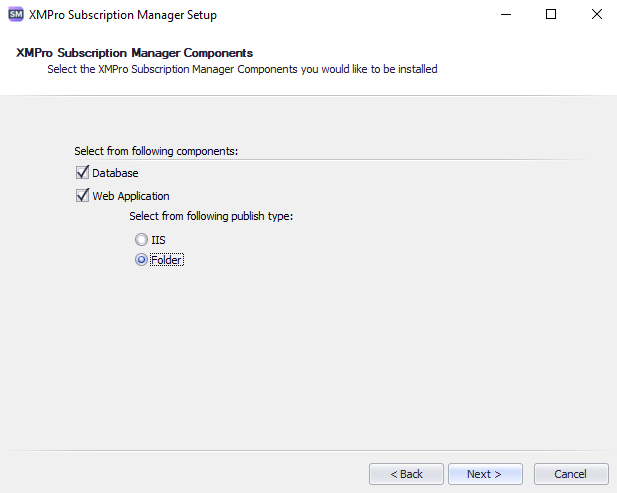 SM XMPro Subscription Manager Setup
XMPro Subscription Manager Components
Select the XMPro Subscription Manager Components you would like to be installed
Select from following components:
Database
Web Application
Select from following publish type:
IIS
Folder
< Back Next > Cancel